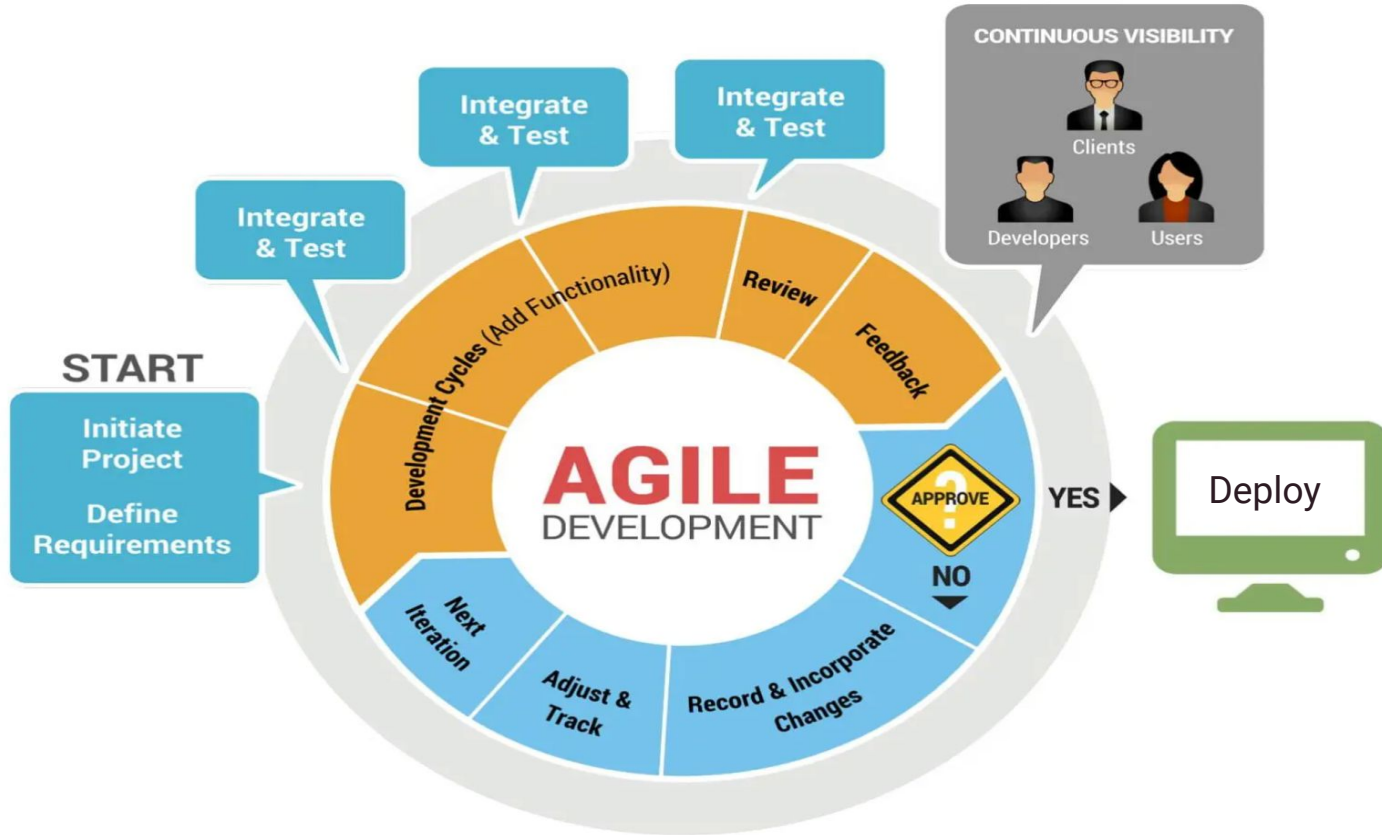 CONTINUOUS VISIBILITY
Clients
Developers
Users
Integrate
& Test
Integrate
& Test
Integrate
& Test
START
Initiate
Project
Define
Requirements
Development Cycles (Add Functionality)
Review
Feedback
AGILE
DEVELOPMENT
?
APPROVE
YES
Deploy
NO
Record & Incorporate
Changes
Adjust &
Track
Next
Iteration